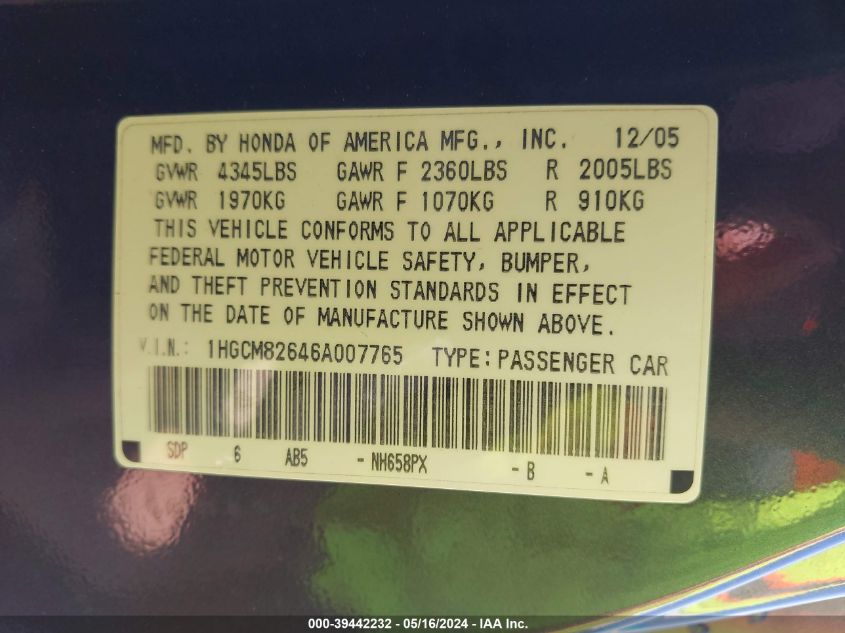 MFD. BY HONDA OF AMERICA MFG., INC. 12/05
GVWR 4345LBS GAWR F 2360LBS R 2005LBS
GVWR 1970KG GAWR F 1070KG R 910KG
THIS VEHICLE CONFORMS TO ALL APPLICABLE
FEDERAL MOTOR VEHICLE SAFETY, BUMPER,
AND THEFT PREVENTION STANDARDS IN EFFECT
ON THE DATE OF MANUFACTURE SHOWN ABOVE.
V.I.N.: 1HGCM82646A007765 TYPE: PASSENGER CAR
SDP 6 AB5 - NH658PX - B - A
000-39442232 - 05/16/2024 - IAA Inc.